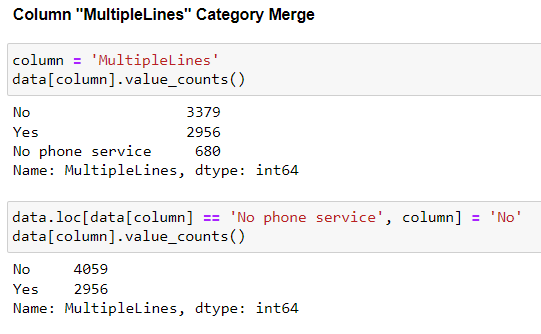 Column "MultipleLines" Category Merge
column = 'MultipleLines'
data[column].value_counts()
No                  3379
Yes                 2956
No phone service     680
Name: MultipleLines, dtype: int64
data.loc[data[column] == 'No phone service', column] = 'No'
data[column].value_counts()
No     4059
Yes    2956
Name: MultipleLines, dtype: int64